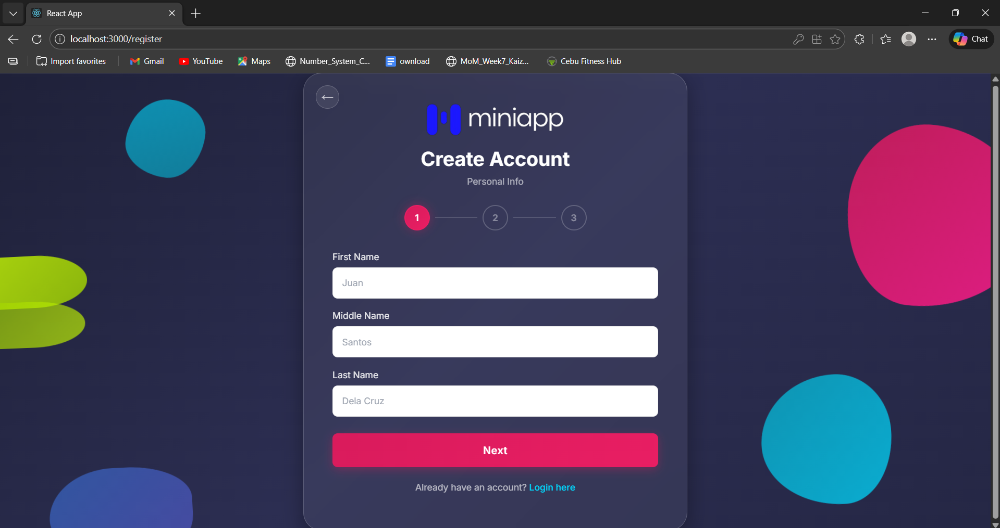 React App
localhost:3000/register
Chat
Import favorites
Gmail
YouTube
Maps
Number_System_C...
ownload
MoM_Week7_Kaiz...
Cebu Fitness Hub
miniapp
Create Account
Personal Info
1 2 3
First Name
Juan
Middle Name
Santos
Last Name
Dela Cruz
Next
Already have an account? Login here